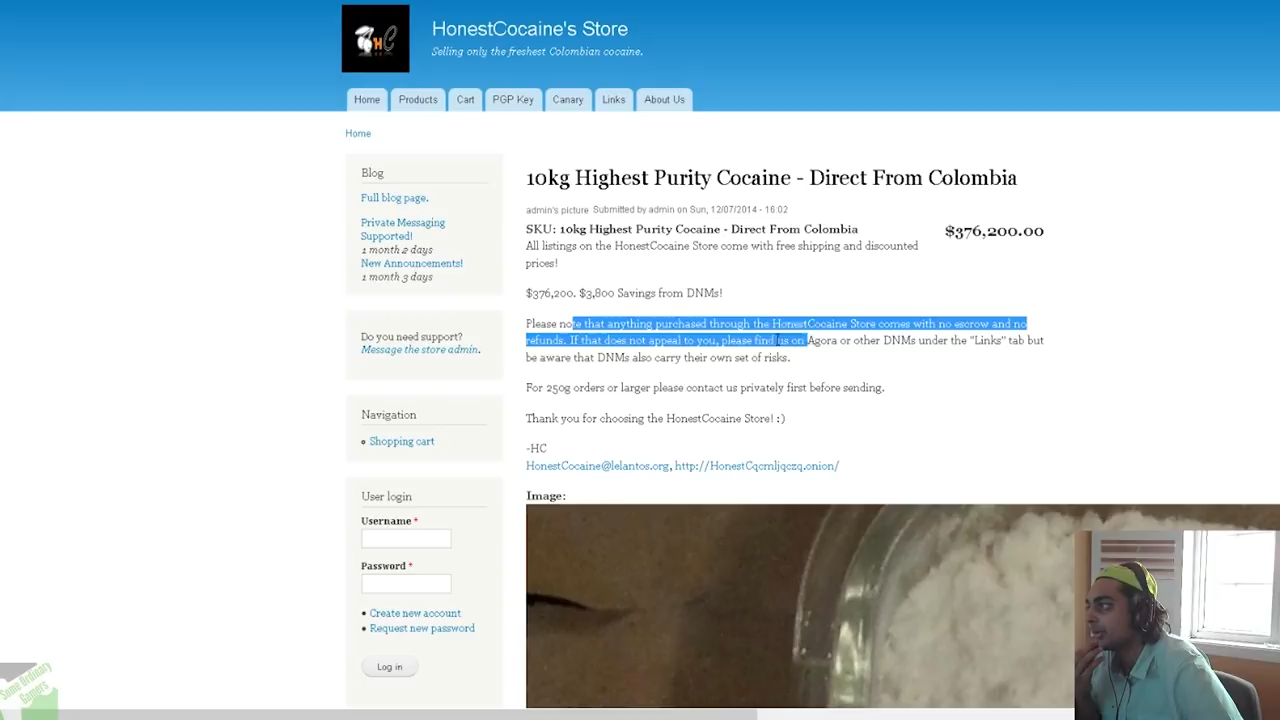 HC
HonestCocaine's Store
Selling only the freshest Colombian cocaine.
Home
Products
Cart
PGP Key
Canary
Links
About Us
Home
Blog
Full blog page.
Private Messaging
Supported!
1 month 2 days
New Announcements!
1 month 3 days
Do you need support?
Message the store admin.
Navigation
Shopping cart
User login
Username *
Password *
Create new account
Request new password
Log in
10kg Highest Purity Cocaine - Direct From Colombia
admin's picture Submitted by admin on Sun, 12/07/2014 - 16:02
SKU: 10kg Highest Purity Cocaine - Direct From Colombia
$376,200.00
All listings on the HonestCocaine Store come with free shipping and discounted
prices!
$376,200. $3,800 Savings from DNMs!
Please note that anything purchased through the HonestCocaine Store comes with no escrow and no
refunds. If that does not appeal to you, please find us on Agora or other DNMs under the "Links" tab but
be aware that DNMs also carry their own set of risks.
For 250g orders or larger please contact us privately first before sending.
Thank you for choosing the HonestCocaine Store! :)
-HC
HonestCocaine@lelantos.org, http://HonestCqcmljqczq.onion/
Image:
Some Ordinary
Gamers